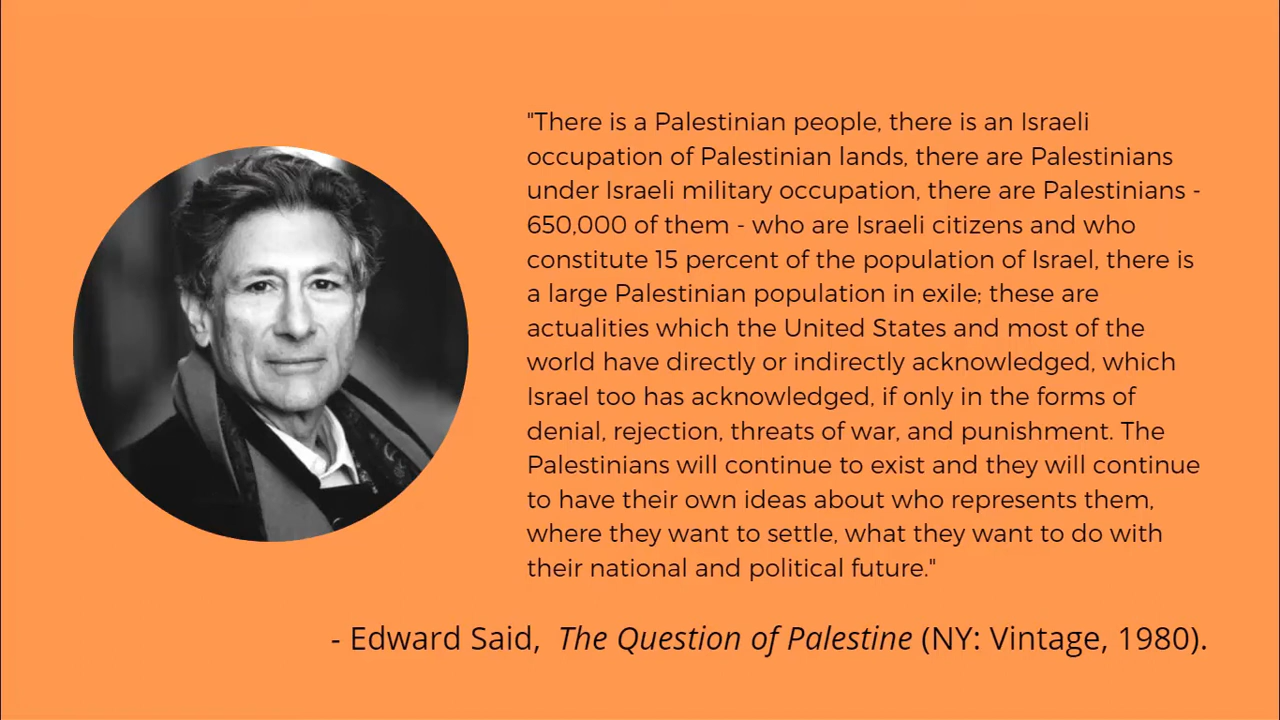 "There is a Palestinian people, there is an Israeli
occupation of Palestinian lands, there are Palestinians
under Israeli military occupation, there are Palestinians -
650,000 of them - who are Israeli citizens and who
constitute 15 percent of the population of Israel, there is
a large Palestinian population in exile; these are
actualities which the United States and most of the
world have directly or indirectly acknowledged, which
Israel too has acknowledged, if only in the forms of
denial, rejection, threats of war, and punishment. The
Palestinians will continue to exist and they will continue
to have their own ideas about who represents them,
where they want to settle, what they want to do with
their national and political future."
- Edward Said, The Question of Palestine (NY: Vintage, 1980).